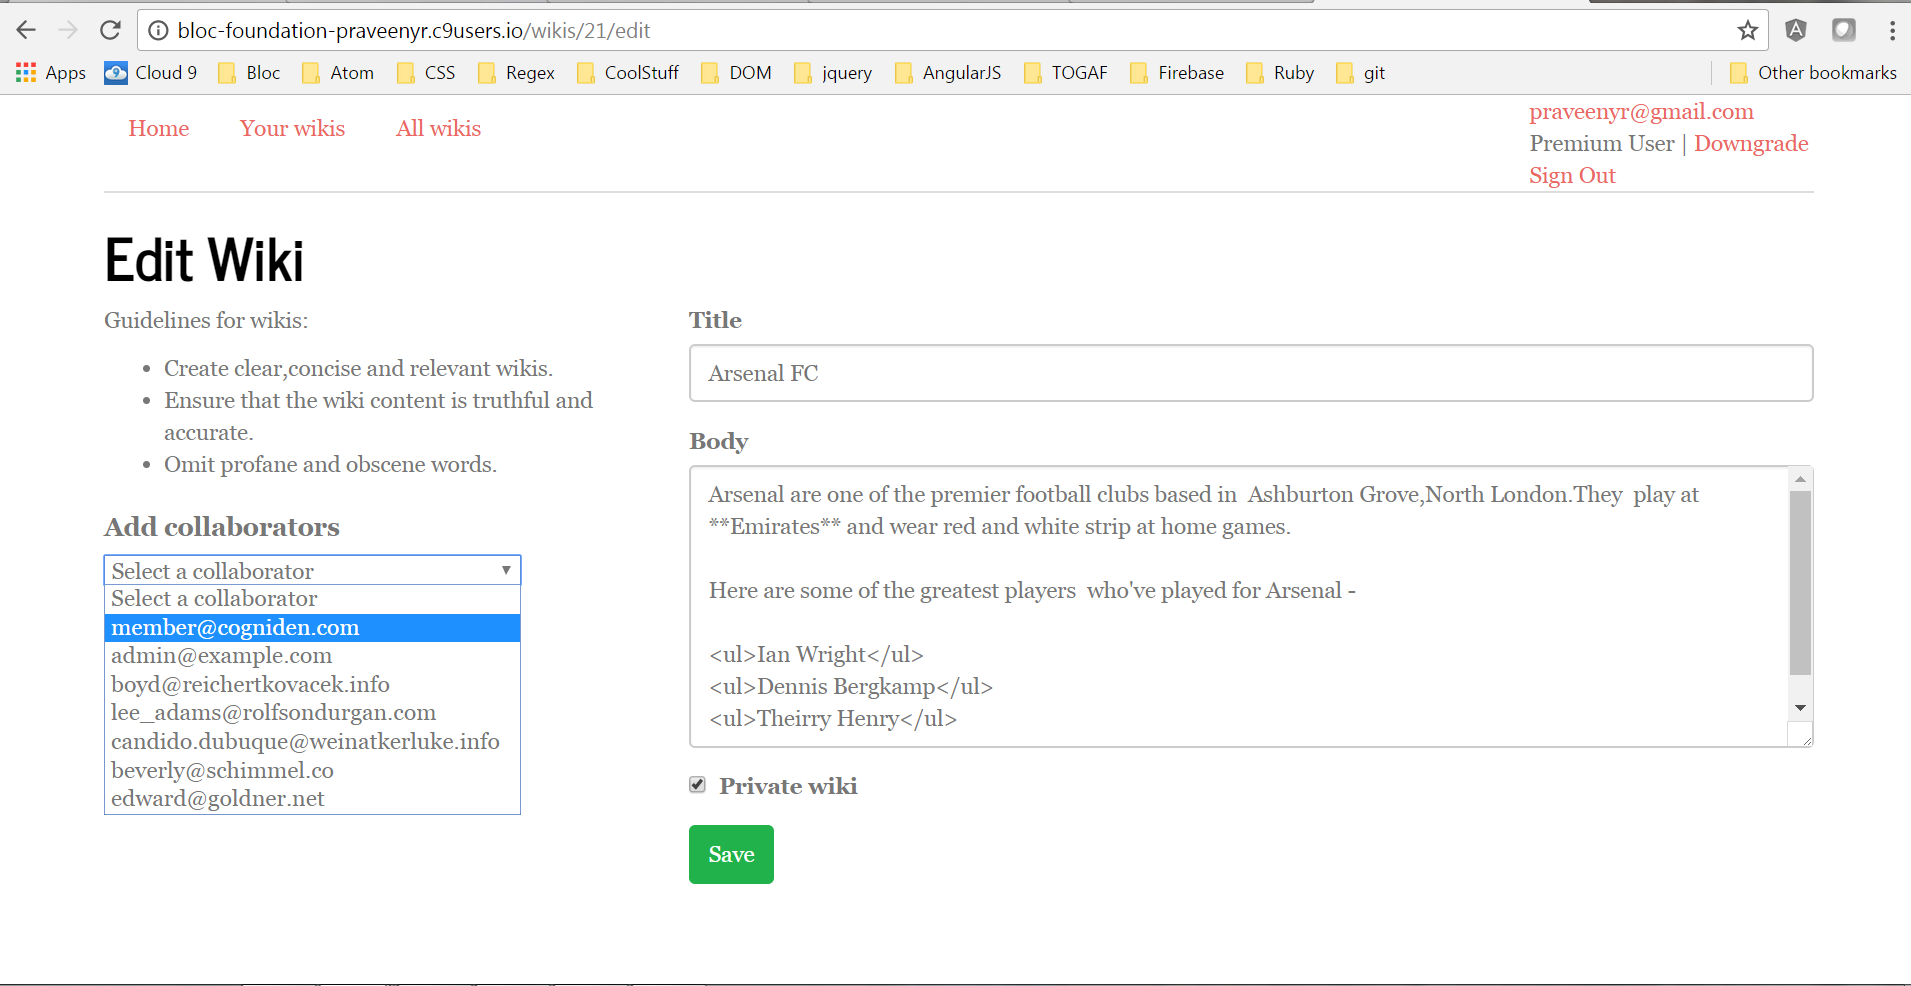 bloc-foundation-praveenyr.c9users.io/wikis/21/edit
Apps Cloud 9 Bloc Atom CSS Regex CoolStuff DOM jquery AngularJS TOGAF Firebase Ruby git Other bookmarks
Home Your wikis All wikis
praveenyr@gmail.com
Premium User | Downgrade
Sign Out
Edit Wiki
Guidelines for wikis:
• Create clear,concise and relevant wikis.
• Ensure that the wiki content is truthful and
accurate.
• Omit profane and obscene words.
Add collaborators
Select a collaborator
Select a collaborator
member@cogniden.com
admin@example.com
boyd@reichertkovacek.info
lee_adams@rolfsondurgan.com
candido.dubuque@weinatkerluke.info
beverly@schimmel.co
edward@goldner.net
Title
Arsenal FC
Body
Arsenal are one of the premier football clubs based in  Ashburton Grove,North London.They  play at
**Emirates** and wear red and white strip at home games.
Here are some of the greatest players  who've played for Arsenal -
<ul>Ian Wright</ul>
<ul>Dennis Bergkamp</ul>
<ul>Theirry Henry</ul>
Private wiki
Save